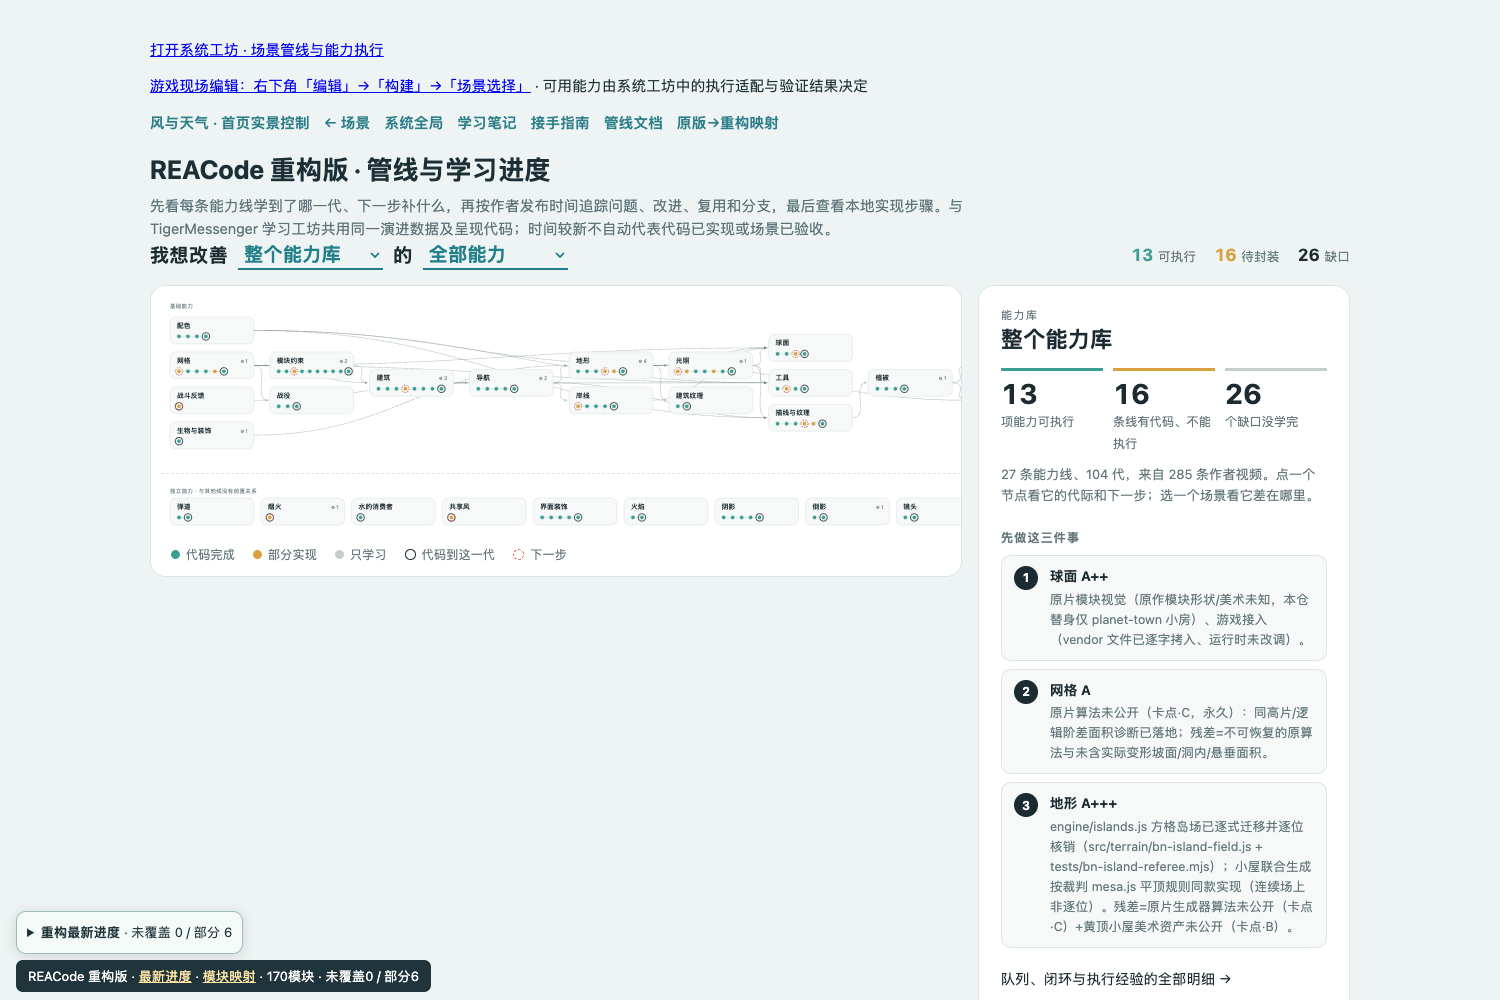 打开系统工坊 · 场景管线与能力执行
游戏现场编辑：右下角「编辑」→「构建」→「场景选择」 · 可用能力由系统工坊中的执行适配与验证结果决定
风与天气 · 首页实景控制 ← 场景 系统全局 学习笔记 接手指南 管线文档 原版→重构映射
REACode 重构版 · 管线与学习进度
先看每条能力线学到了哪一代、下一步补什么，再按作者发布时间追踪问题、改进、复用和分支，最后查看本地实现步骤。与
TigerMessenger 学习工坊共用同一演进数据及呈现代码；时间较新不自动代表代码已实现或场景已验收。
我想改善 整个能力库 的 全部能力
13 可执行 16 待封装 26 缺口
基础能力
配色
网格 1
模块约束 2
战斗反馈
战役
生物与装饰 1
建筑 3
导航 2
地形 4
岸线
光照 1
建筑纹理
球面
工具
描线与纹理
植被 1
独立能力 · 与其他线没有前置关系
弹道
烟火 1
水的消费者
共享风
界面装饰
火焰
阴影
倒影 1
镜头
代码完成 部分实现 只学习 代码到这一代 下一步
能力库
整个能力库
13 16 26
项能力可执行 条线有代码、不能 个缺口没学完
执行
27 条能力线、104 代，来自 285 条作者视频。点一个
节点看它的代际和下一步；选一个场景看它差在哪里。
先做这三件事
1 球面 A++
原片模块视觉（原作模块形状/美术未知，本仓
替身仅 planet-town 小房）、游戏接入
（vendor 文件已逐字拷入、运行时未改调）。
2 网格 A
原片算法未公开（卡点·C，永久）：同高片/逻
辑阶差面积诊断已落地；残差=不可恢复的原算
法与未含实际变形坡面/洞内/悬垂面积。
3 地形 A+++
engine/islands.js 方格岛场已逐式迁移并逐位
核销（src/terrain/bn-island-field.js +
tests/bn-island-referee.mjs）；小屋联合生成
按裁判 mesa.js 平顶规则同款实现（连续场上
非逐位）。残差=原片生成器算法未公开（卡点
·C）+黄顶小屋美术资产未公开（卡点·B）。
队列、闭环与执行经验的全部明细 →
▶ 重构最新进度 · 未覆盖 0 / 部分 6
REACode 重构版 · 最新进度 · 模块映射 · 170模块 · 未覆盖0 / 部分6